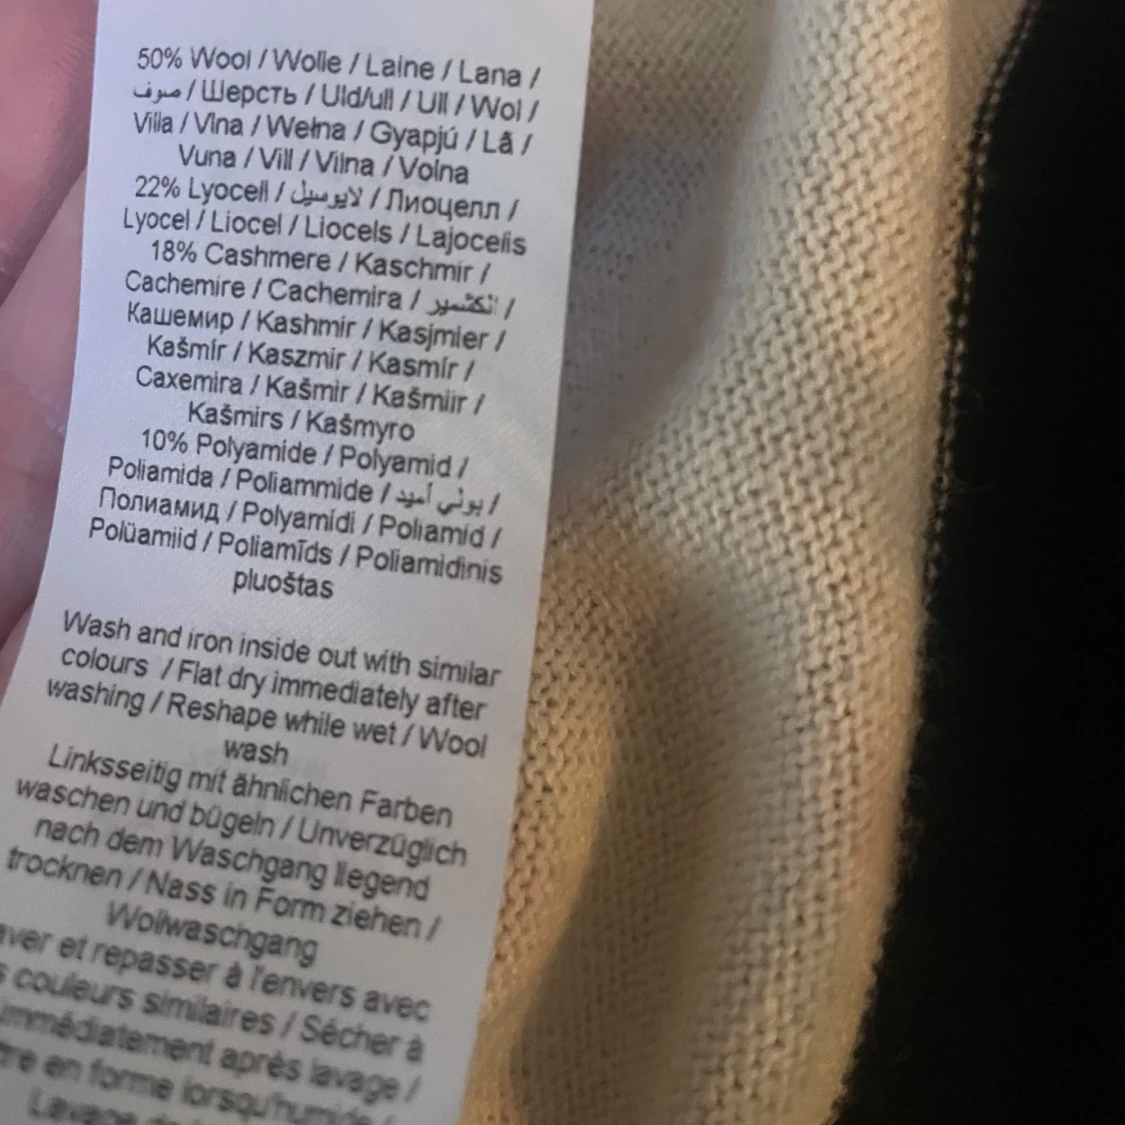 50% Wool / Wolle / Laine / Lana /
صوف / Шерсть / Uld/ull / Ull / Wol /
Villa / Vlna / Wełna / Gyapjú / Lã /
Vuna / Vill / Vilna / Volna
22% Lyocell / لايوسيل / Лиоцелл /
Lyocel / Liocel / Liocels / Lajocelis
18% Cashmere / Kaschmir /
Cachemire / Cachemira / الكشمير /
Кашемир / Kashmir / Kasjmier /
Kašmír / Kaszmir / Kasmír /
Caxemira / Kašmir / Kašmiir /
Kašmirs / Kašmyro
10% Polyamide / Polyamid /
Poliamida / Poliammide / بولي أميد /
Полиамид / Polyamidi / Poliamid /
Polüamiid / Poliamīds / Poliamidinis
pluoštas
Wash and iron inside out with similar
colours / Flat dry immediately after
washing / Reshape while wet / Wool
wash
Linksseitig mit ähnlichen Farben
waschen und bügeln / Unverzüglich
nach dem Waschgang liegend
trocknen / Nass in Form ziehen /
Wollwaschgang
aver et repasser à l'envers avec
s couleurs similaires / Sécher à
immédiatement après lavage /
tre en forme lorsqu'humide /
Lavage